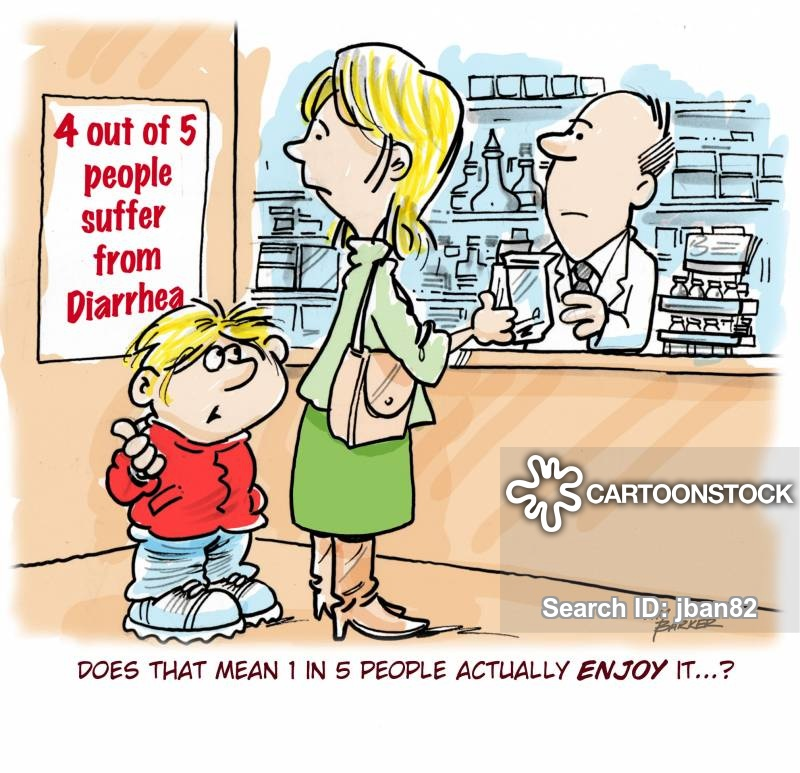 4 out of 5
people
suffer
from
Diarrhea
CARTOONSTOCK
Search ID: jban82
BARKER
DOES THAT MEAN 1 IN 5 PEOPLE ACTUALLY ENJOY IT...?